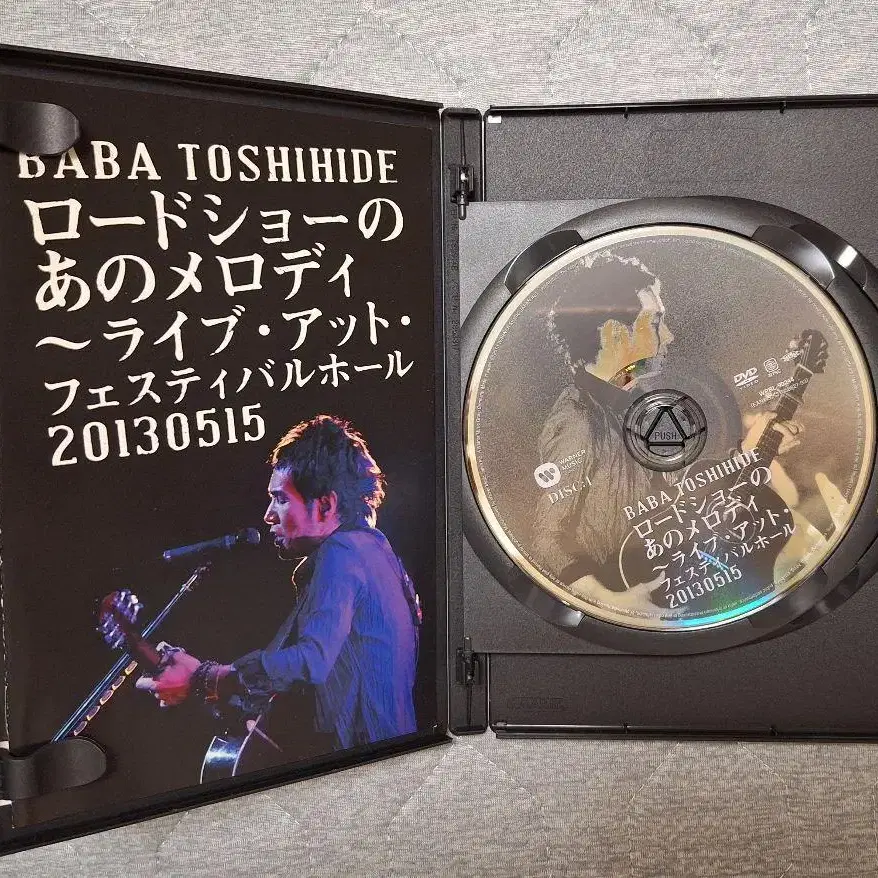 BABA TOSHIHIDE
ロードショーの
あのメロディ
～ライブ・アット・
フェスティバルホール
20130515
DVD
PUSH
WARNER
MUSIC
DISC.1
BABA TOSHIHIDE
ロードショーの
あのメロディ
～ライブ・アット・
フェスティバルホール
20130515